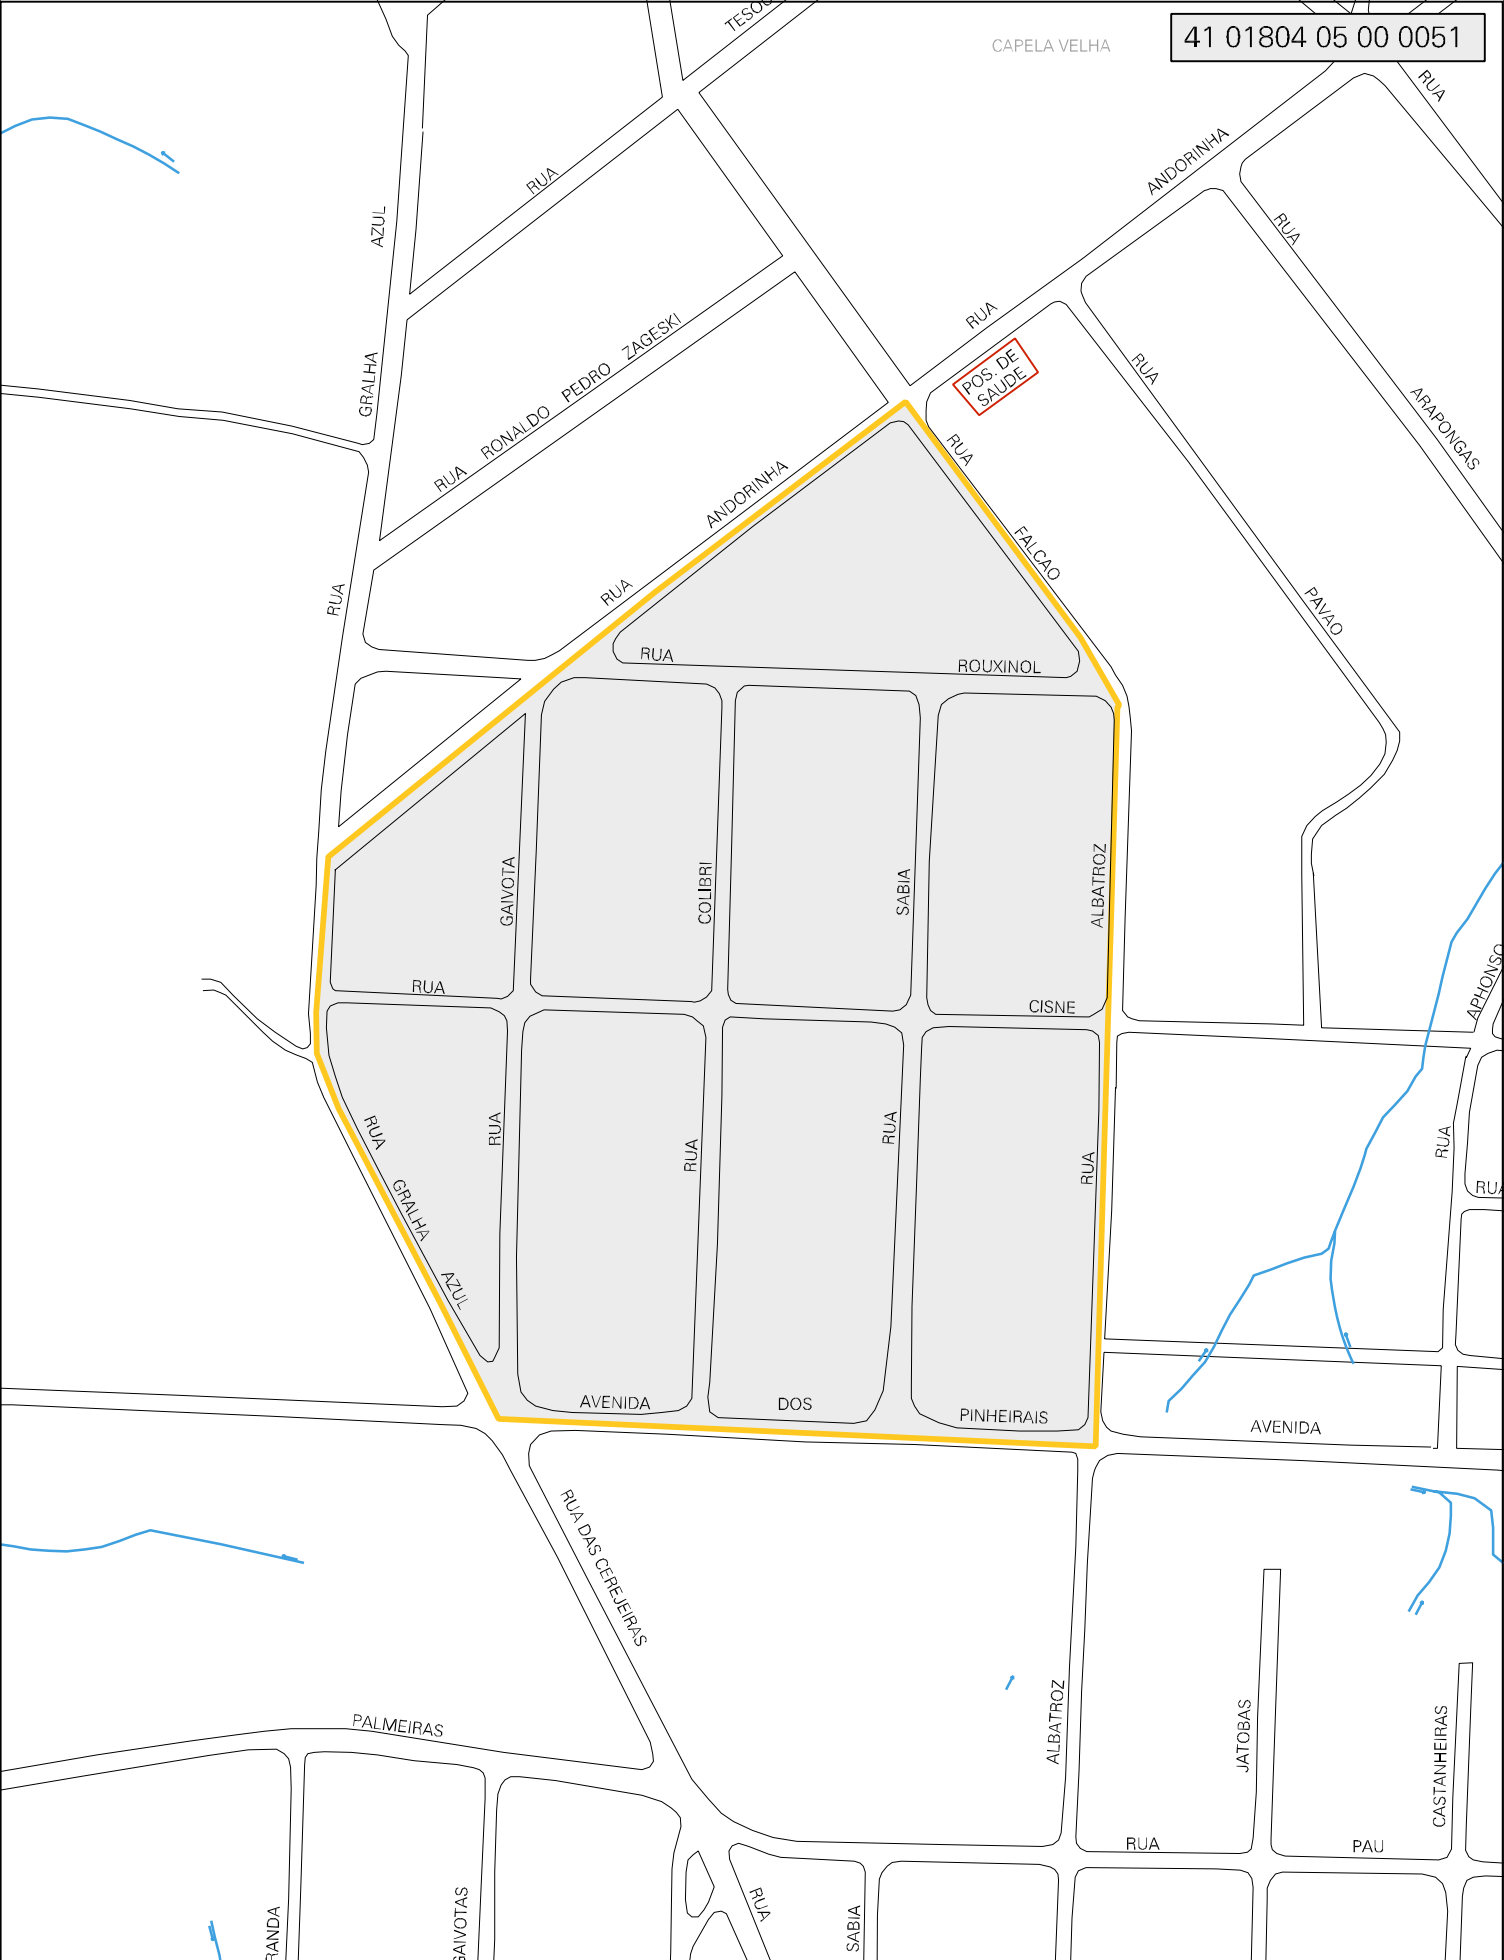 TESOU
CAPELA VELHA
41 01804 05 00 0051
RUA
ANDORINHA
RUA
AZUL
RUA
RUA
GRALHA
RUA RONALDO PEDRO ZAGESKI
POS. DE
SAUDE
RUA
ARAPONGAS
RUA
ANDORINHA
RUA
FALCAO
RUA
RUA
PAVAO
RUA
ROUXINOL
GAIVOTA
COLIBRI
SABIA
ALBATROZ
RUA
CISNE
APHONSO
RUA
GRALHA
AZUL
RUA
RUA
RUA
RUA
RUA
RUA
AVENIDA
DOS
PINHEIRAIS
AVENIDA
RUA DAS CEREJEIRAS
PALMEIRAS
ALBATROZ
JATOBAS
CASTANHEIRAS
RUA
PAU
RANDA
GAIVOTAS
RUA
SABIA